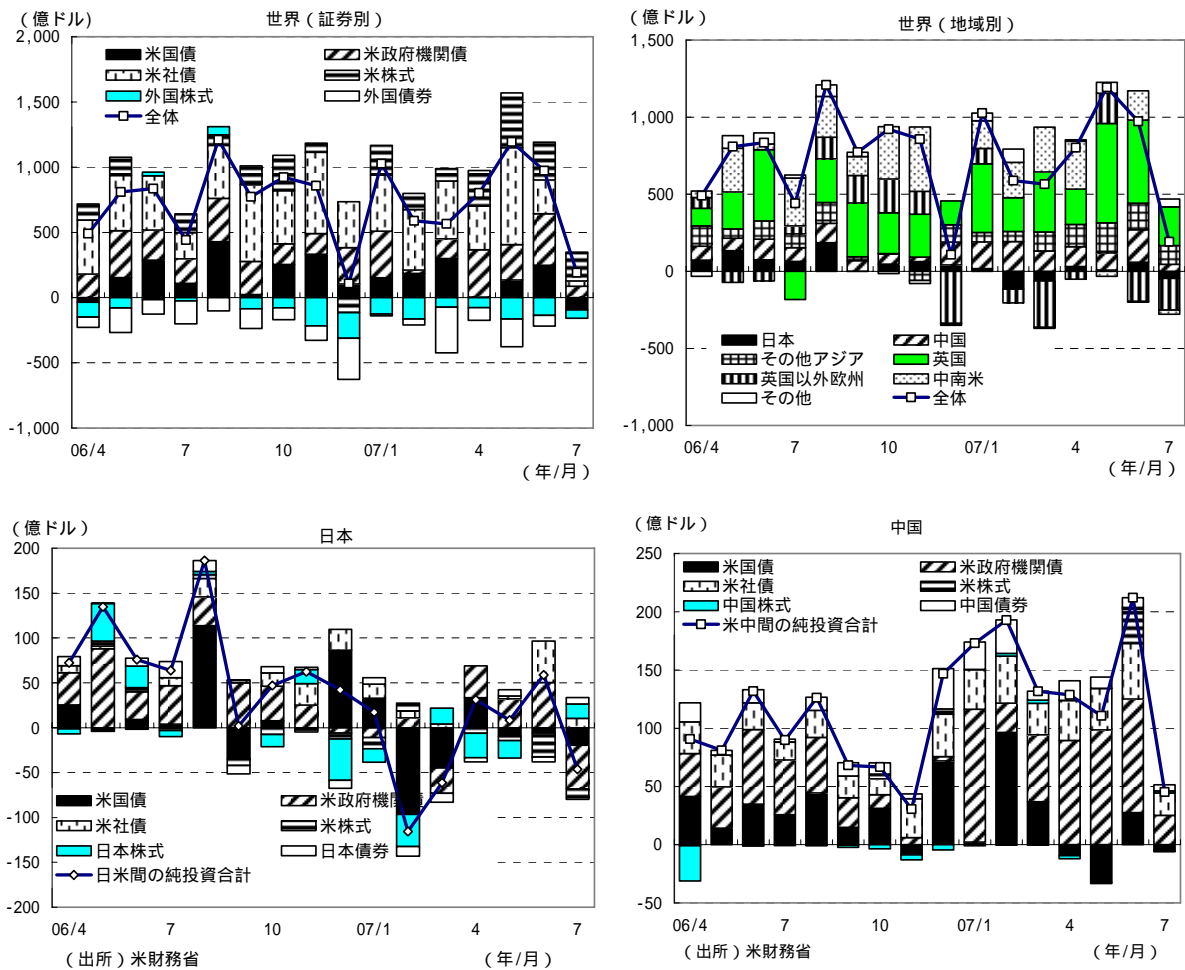 （億ドル）
世界（証券別）
2,000
1,500
1,000
500
0
-500
-1,000
米国債
米政府機関債
米社債
米株式
外国株式
外国債券
全体
06/4 7 10 07/1 4 7
（年/月）
（億ドル）
世界（地域別）
1,500
1,000
500
0
-500
-1,000
日本
中国
その他アジア
英国
英国以外欧州
中南米
その他
全体
06/4 7 10 07/1 4 7
（年/月）
（億ドル）
日本
200
150
100
50
0
-50
-100
-150
-200
米国債
米政府機関債
米社債
米株式
日本株式
日本債券
日米間の純投資合計
06/4 7 10 07/1 4 7
（出所）米財務省
（年/月）
（億ドル）
中国
250
200
150
100
50
0
-50
米国債
米政府機関債
米社債
米株式
中国株式
中国債券
米中間の純投資合計
06/4 7 10 07/1 4 7
（出所）米財務省
（年/月）